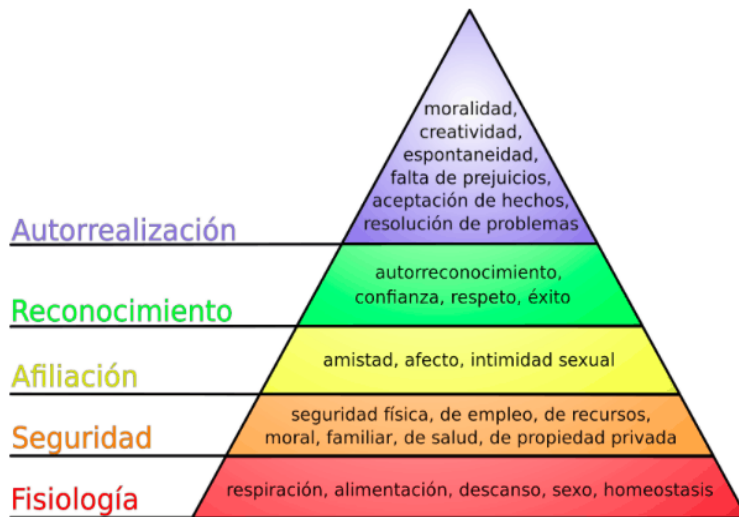 moralidad,
creatividad,
espontaneidad,
falta de prejuicios,
aceptación de hechos,
resolución de problemas
Autorrealización
autorreconocimiento,
confianza, respeto, éxito
Reconocimiento
amistad, afecto, intimidad sexual
Afiliación
seguridad física, de empleo, de recursos,
moral, familiar, de salud, de propiedad privada
Seguridad
respiración, alimentación, descanso, sexo, homeostasis
Fisiología